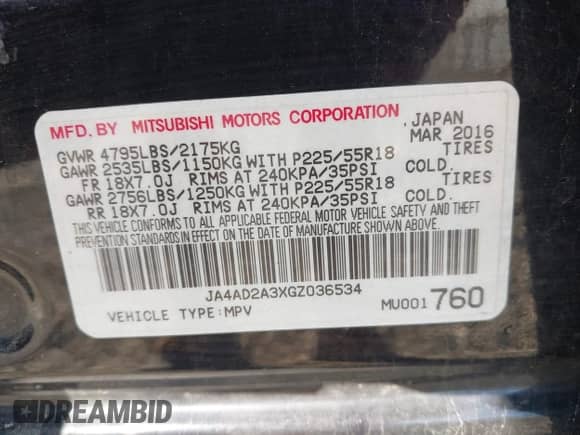 MFD. BY MITSUBISHI MOTORS CORPORATION JAPAN
GVWR 4795LBS/2175KG MAR 2016
GAWR 2535LBS/1150KG WITH P225/55R18 TIRES
FR 18X7.0J RIMS AT 240KPA/35PSI COLD.
GAWR 2756LBS/1250KG WITH P225/55R18 TIRES
RR 18X7.0J RIMS AT 240KPA/35PSI COLD.
THIS VEHICLE CONFORMS TO ALL APPLICABLE FEDERAL MOTOR VEHICLE SAFETY AND THEFT
PREVENTION STANDARDS IN EFFECT ON THE DATE OF MANUFACTURE SHOWN ABOVE.
JA4AD2A3XGZ036534
VEHICLE TYPE:MPV MU001760
DREAMBID